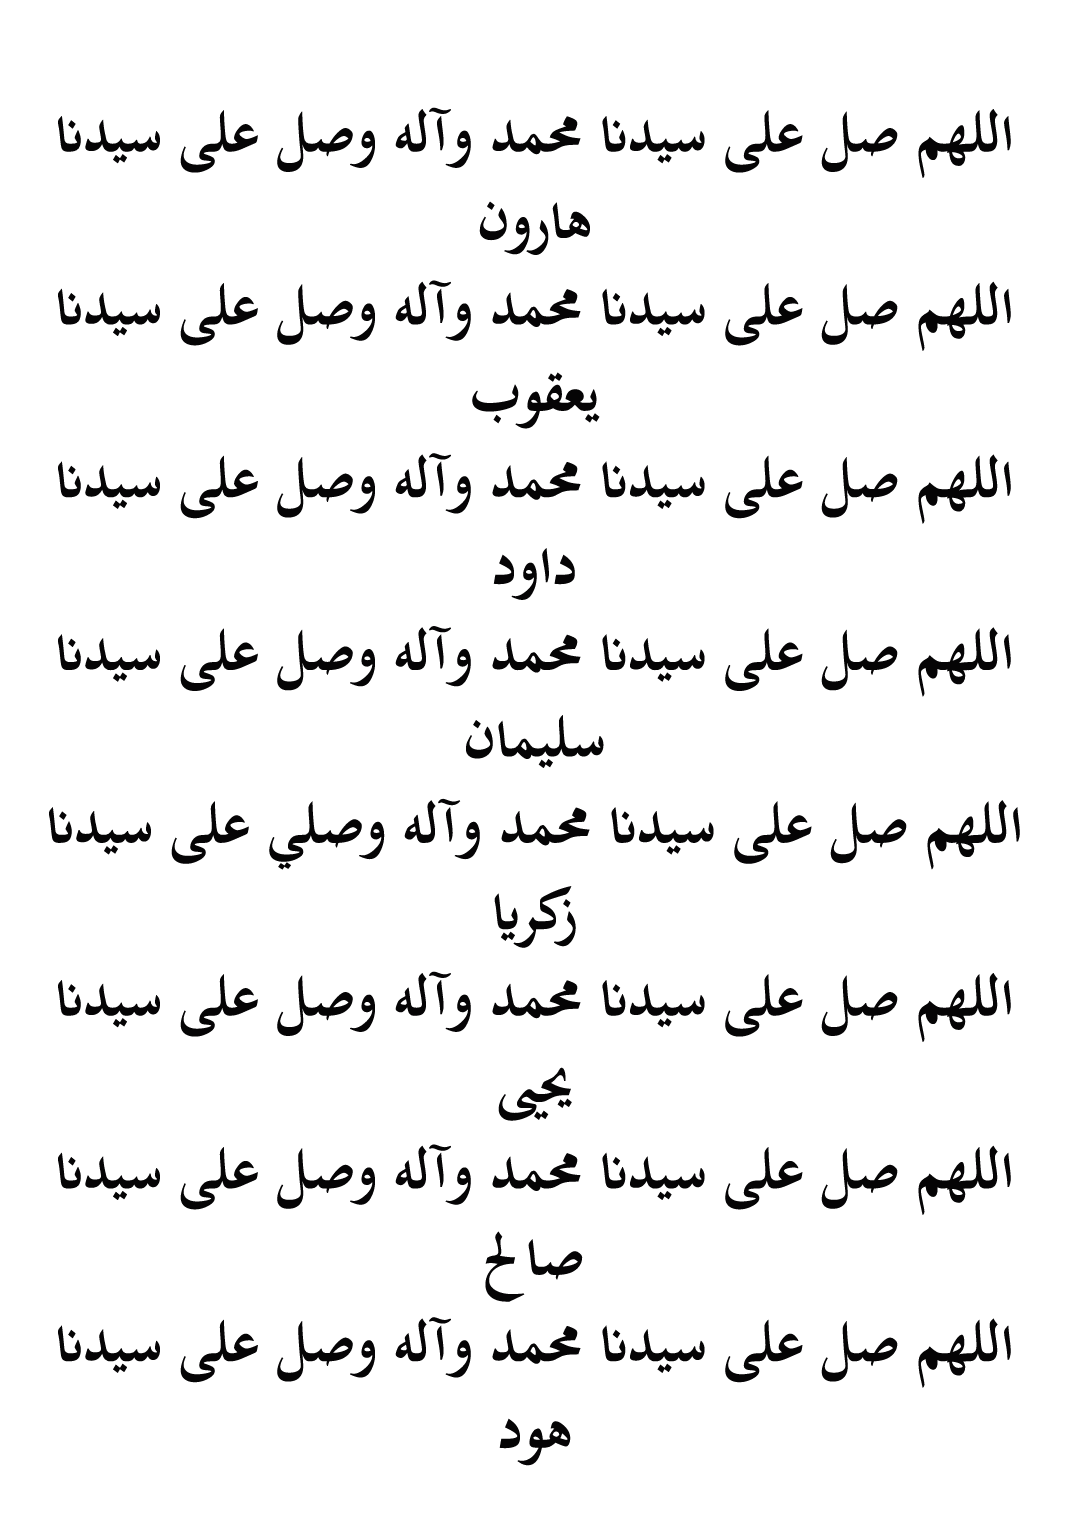 اللهم صل على سيدنا محمد وآله وصل على سيدنا
هارون
اللهم صل على سيدنا محمد وآله وصل على سيدنا
يعقوب
اللهم صل على سيدنا محمد وآله وصل على سيدنا
داود
اللهم صل على سيدنا محمد وآله وصل على سيدنا
سليمان
اللهم صل على سيدنا محمد وآله وصلي على سيدنا
زكريا
اللهم صل على سيدنا محمد وآله وصل على سيدنا
يحيى
اللهم صل على سيدنا محمد وآله وصل على سيدنا
صالح
اللهم صل على سيدنا محمد وآله وصل على سيدنا
هود